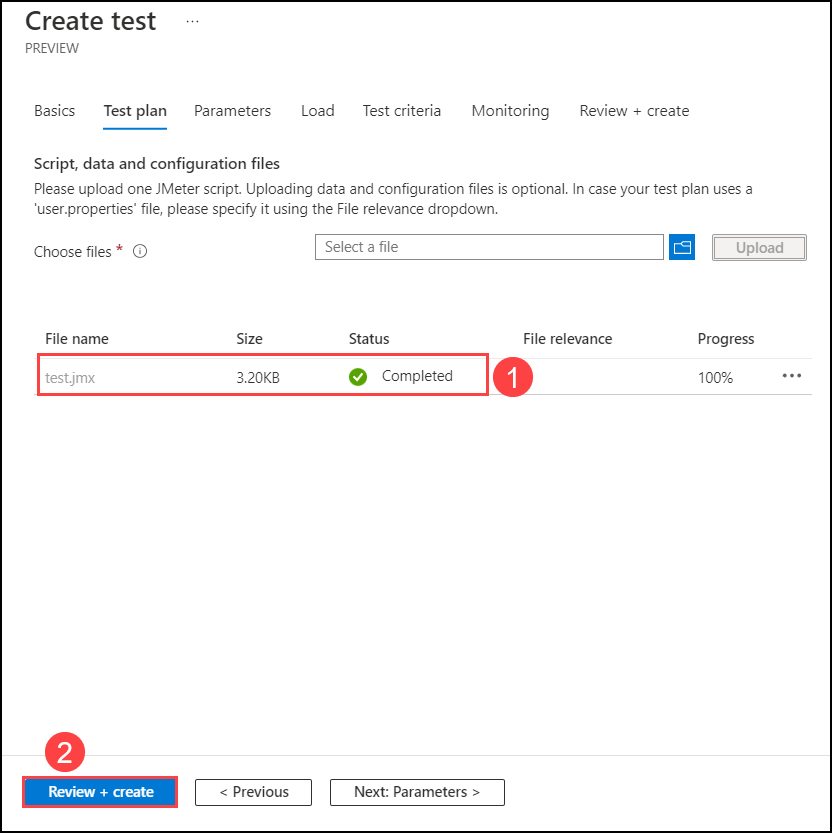 Create test ...
PREVIEW
Basics Test plan Parameters Load Test criteria Monitoring Review + create
Script, data and configuration files
Please upload one JMeter script. Uploading data and configuration files is optional. In case your test plan uses a
'user.properties' file, please specify it using the File relevance dropdown.
Choose files * Select a file Upload
File name Size Status File relevance Progress
test.jmx 3.20KB Completed 1 100% ...
2
Review + create < Previous Next: Parameters >